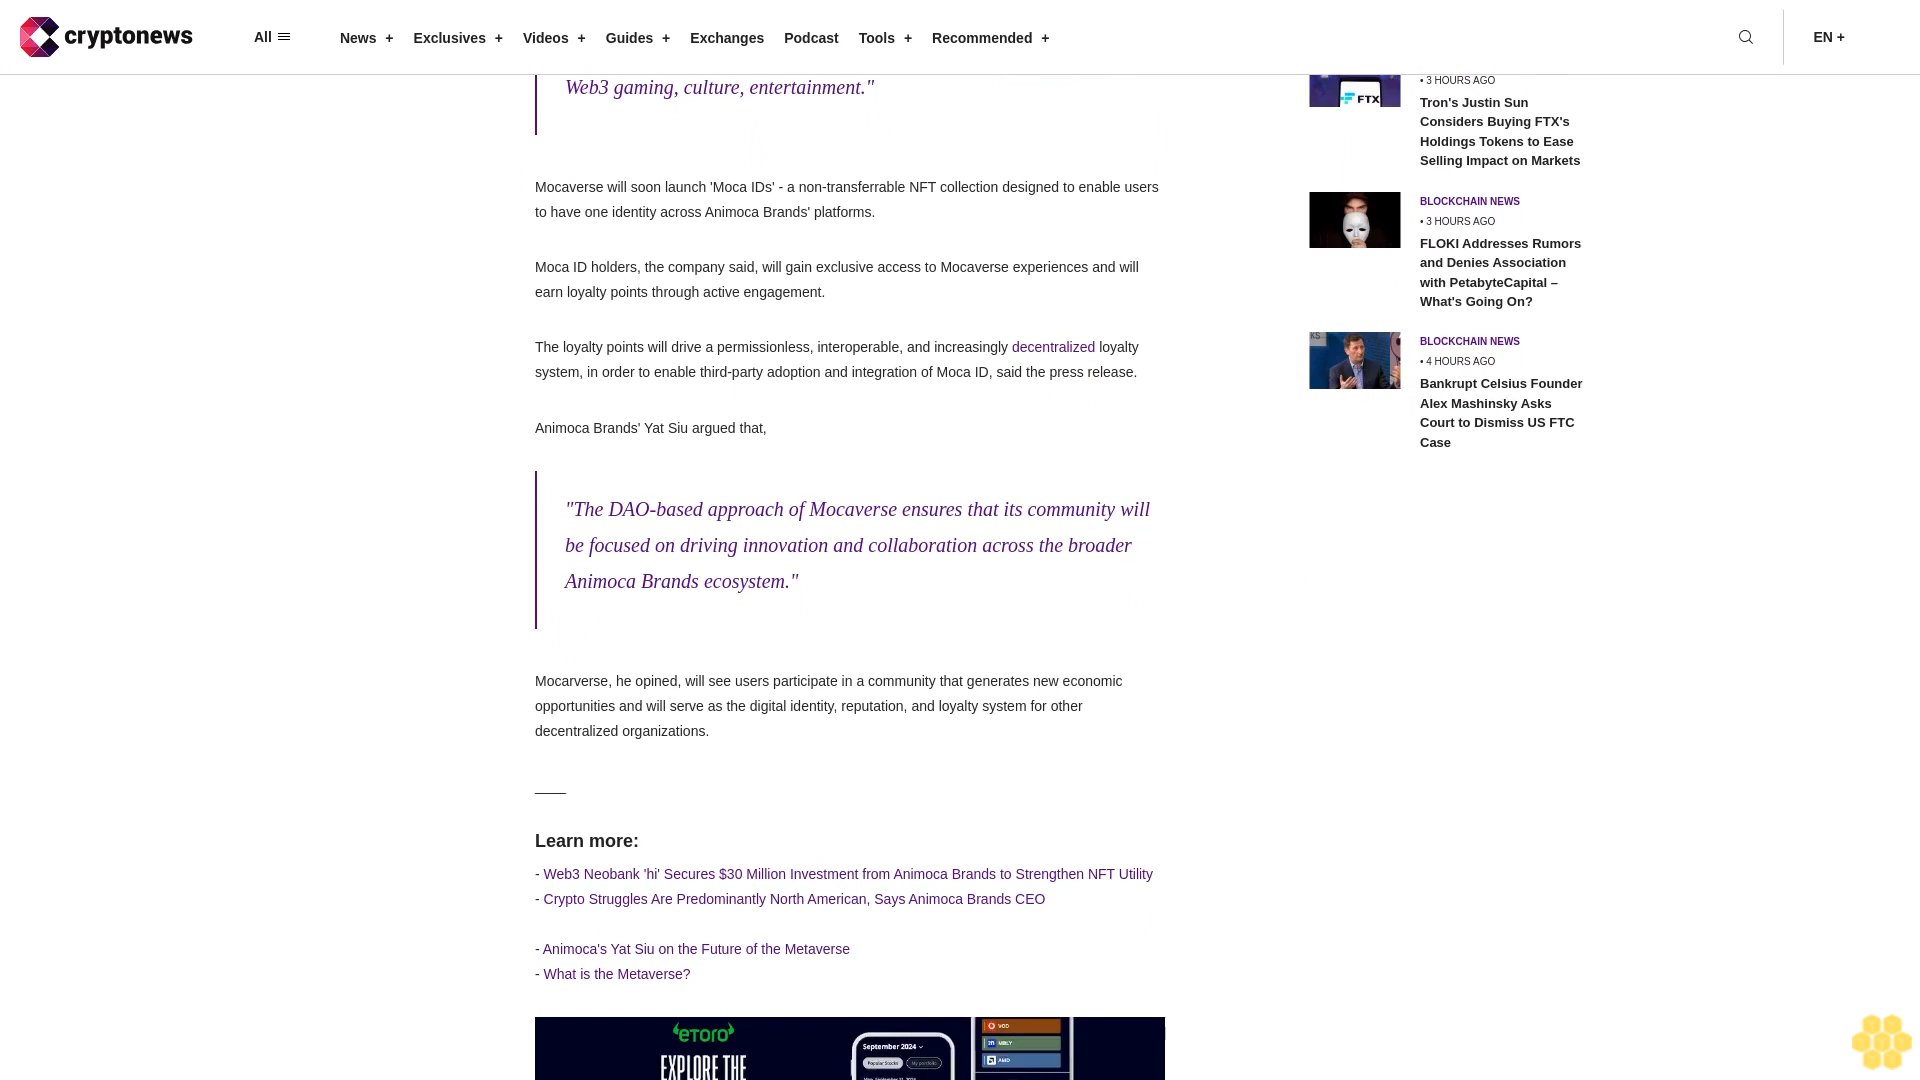 cryptonews
All
News +
Exclusives +
Videos +
Guides +
Exchanges
Podcast
Tools +
Recommended +
EN +
Web3 gaming, culture, entertainment."
Mocaverse will soon launch 'Moca IDs' - a non-transferrable NFT collection designed to enable users
to have one identity across Animoca Brands' platforms.
Moca ID holders, the company said, will gain exclusive access to Mocaverse experiences and will
earn loyalty points through active engagement.
The loyalty points will drive a permissionless, interoperable, and increasingly decentralized loyalty
system, in order to enable third-party adoption and integration of Moca ID, said the press release.
Animoca Brands' Yat Siu argued that,
"The DAO-based approach of Mocaverse ensures that its community will
be focused on driving innovation and collaboration across the broader
Animoca Brands ecosystem."
Mocarverse, he opined, will see users participate in a community that generates new economic
opportunities and will serve as the digital identity, reputation, and loyalty system for other
decentralized organizations.
____
Learn more:
- Web3 Neobank 'hi' Secures $30 Million Investment from Animoca Brands to Strengthen NFT Utility
- Crypto Struggles Are Predominantly North American, Says Animoca Brands CEO
- Animoca's Yat Siu on the Future of the Metaverse
- What is the Metaverse?
eToro
EXPLORE THE
September 2024
Popular Stocks
My portfolio
VOD
MBLY
AMD
FTX
• 3 HOURS AGO
Tron's Justin Sun
Considers Buying FTX's
Holdings Tokens to Ease
Selling Impact on Markets
BLOCKCHAIN NEWS
• 3 HOURS AGO
FLOKI Addresses Rumors
and Denies Association
with PetabyteCapital –
What's Going On?
KS
BLOCKCHAIN NEWS
• 4 HOURS AGO
Bankrupt Celsius Founder
Alex Mashinsky Asks
Court to Dismiss US FTC
Case